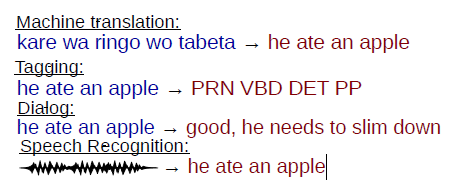 Machine translation:
kare wa ringo wo tabeta → he ate an apple
Tagging:
he ate an apple → PRN VBD DET PP
Dialog:
he ate an apple → good, he needs to slim down
Speech Recognition:
→ he ate an apple